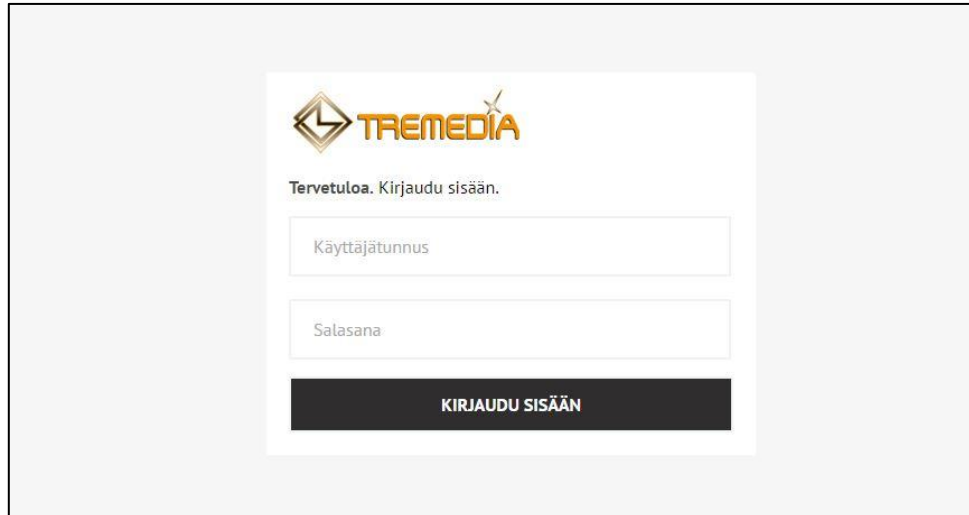 TREMEDIA
Tervetuloa. Kirjaudu sisään.
Käyttäjätunnus
Salasana
KIRJAUDU SISÄÄN